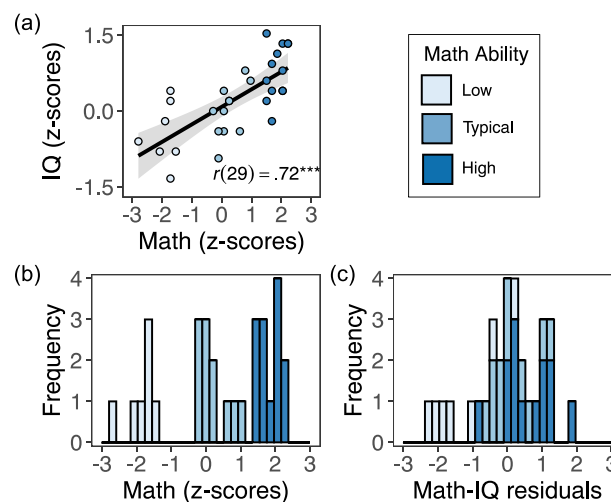 (a)
1.5
0.0
-1.5
IQ (z-scores)
r(29) = .72***
-3 -2 -1 0 1 2 3
Math (z-scores)
Math Ability
Low
Typical
High
(b)
4
3
2
1
0
Frequency
-3 -2 -1 0 1 2 3
Math (z-scores)
(c)
4
3
2
1
0
Frequency
-3 -2 -1 0 1 2 3
Math-IQ residuals